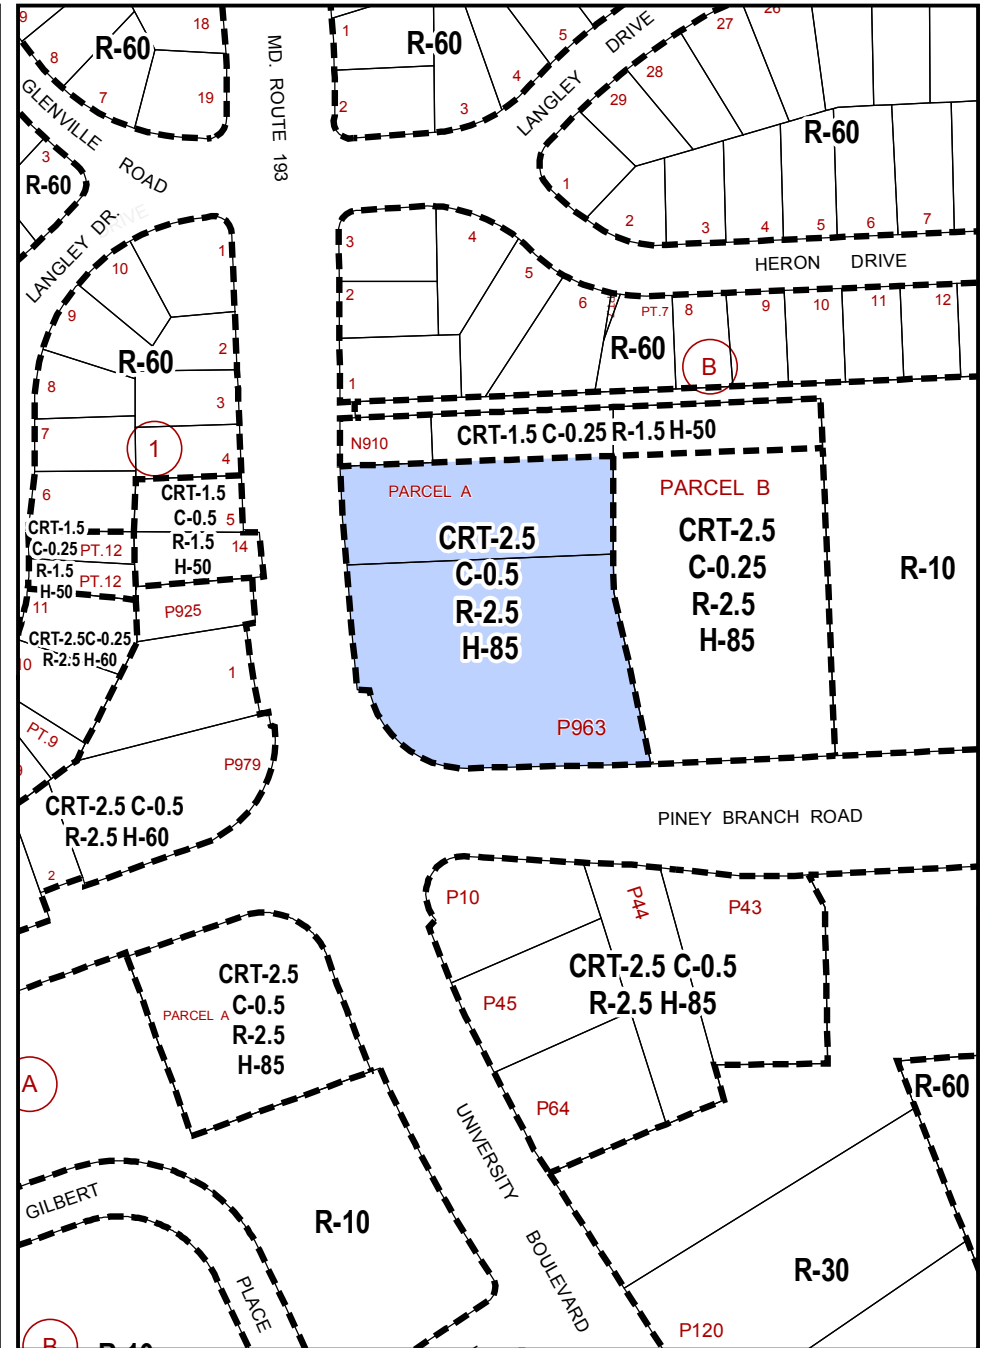 9
18
1
5
DRIVE
27
26
R-60
R-60
8
28
4
7
19
MD. ROUTE 193
2
3
LANGLEY
29
GLENVILLE
ROAD
R-60
3
R-60
1
2
3
4
5
6
7
LANGLEY DR.
DRIVE
1
3
4
HERON DRIVE
10
5
9
2
6
PT.7
8
9
10
11
12
2
R-60
R-60
B
8
1
3
7
1
4
N910
CRT-1.5 C-0.25 R-1.5 H-50
6
CRT-1.5
C-0.5
5
R-1.5
14
H-50
PARCEL A
PARCEL B
CRT-1.5
C-0.25
PT.12
R-1.5
PT.12
H-50
CRT-2.5
C-0.5
R-2.5
H-85
CRT-2.5
C-0.25
R-2.5
H-85
R-10
11
P925
CRT-2.5C-0.25
R-2.5 H-60
10
1
PT.9
9
P963
P979
CRT-2.5 C-0.5
R-2.5 H-60
PINEY BRANCH ROAD
2
P10
P44
P43
CRT-2.5
C-0.5
R-2.5
H-85
PARCEL A
CRT-2.5 C-0.5
R-2.5 H-85
P45
A
P64
R-60
UNIVERSITY
BOULEVARD
GILBERT
PLACE
R-10
R-30
P120
B
R-10